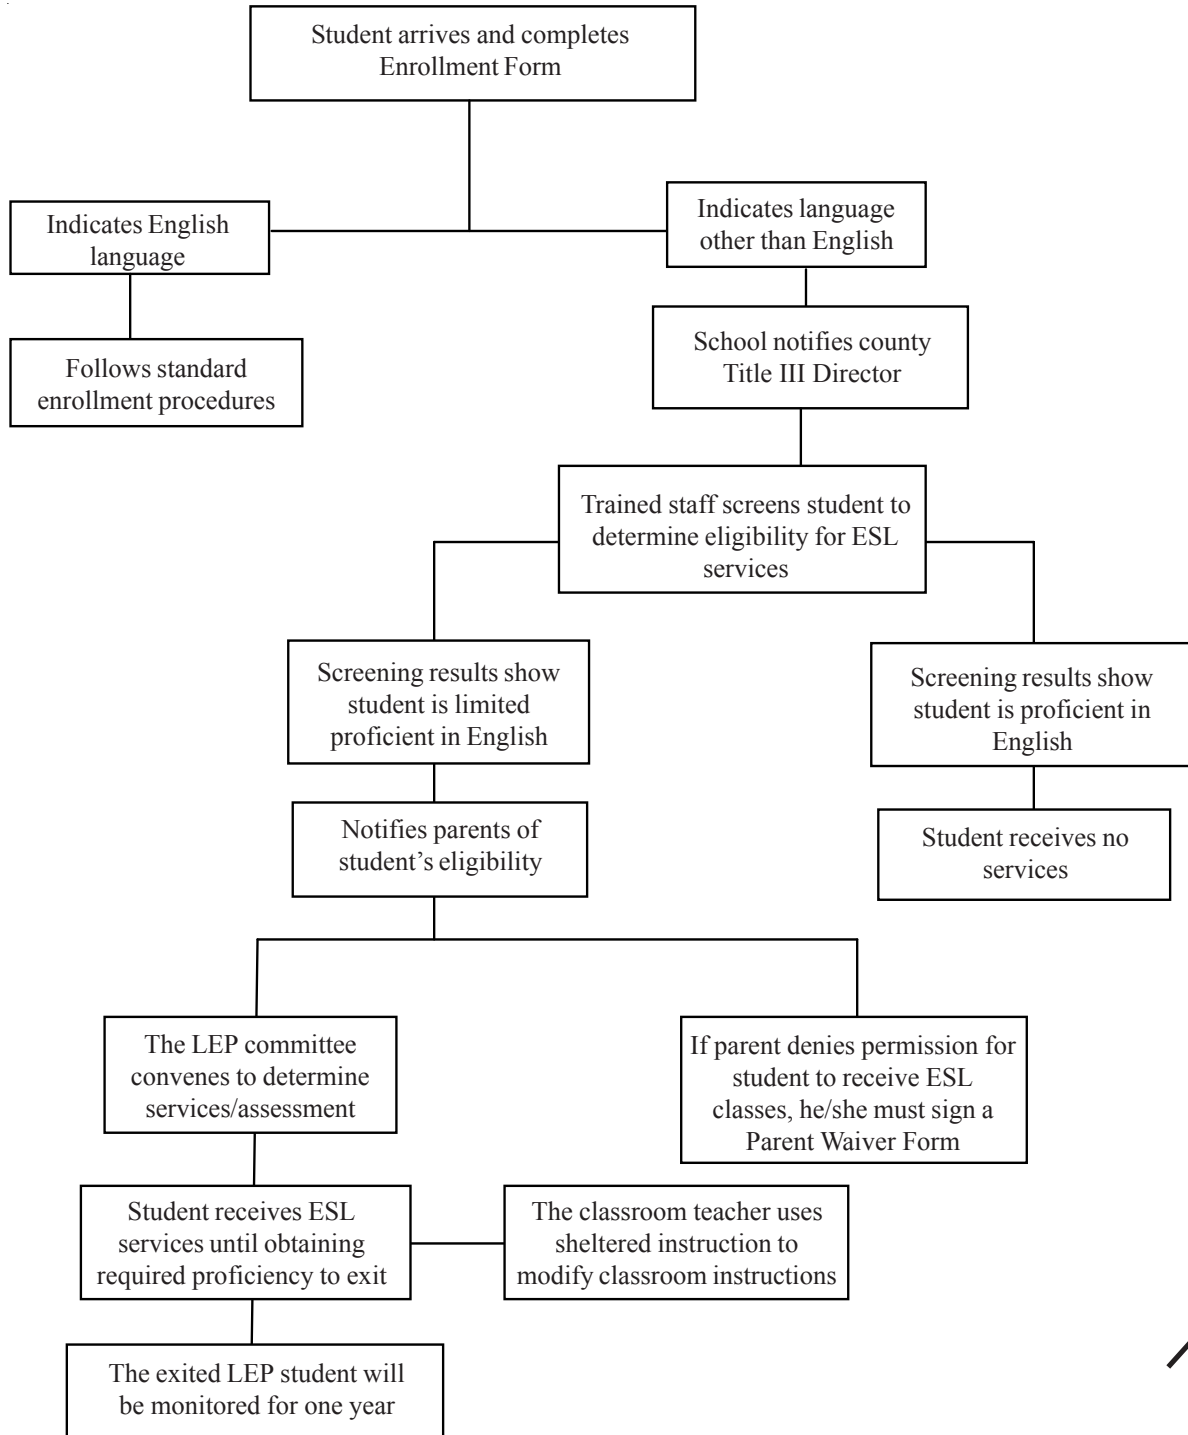 Student arrives and completes
Enrollment Form
Indicates English
language
Indicates language
other than English
Follows standard
enrollment procedures
School notifies county
Title III Director
Trained staff screens student to
determine eligibility for ESL
services
Screening results show
student is limited
proficient in English
Screening results show
student is proficient in
English
Notifies parents of
student’s eligibility
Student receives no
services
The LEP committee
convenes to determine
services/assessment
If parent denies permission for
student to receive ESL
classes, he/she must sign a
Parent Waiver Form
Student receives ESL
services until obtaining
required proficiency to exit
The classroom teacher uses
sheltered instruction to
modify classroom instructions
The exited LEP student will
be monitored for one year